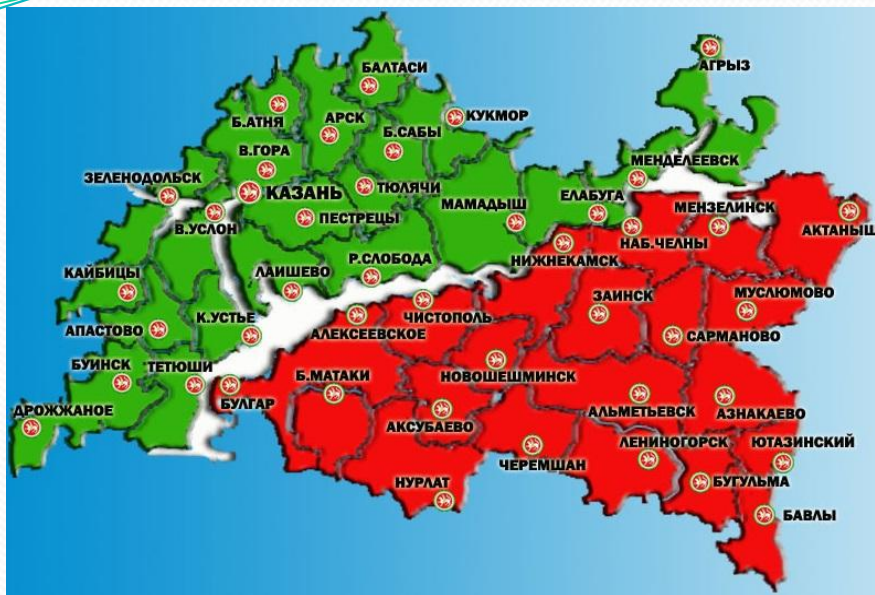 АГРЫЗ
БАЛТАСИ
Б.АТНЯ
АРСК
КУКМОР
Б.САБЫ
В.ГОРА
МЕНДЕЛЕЕВСК
ЗЕЛЕНОДОЛЬСК
КАЗАНЬ
ТЮЛЯЧИ
ЕЛАБУГА
МАМАДЫШ
МЕНЗЕЛИНСК
В.УСЛОН
ПЕСТРЕЦЫ
НАБ.ЧЕЛНЫ
АКТАНЫШ
НИЖНЕКАМСК
КАЙБИЦЫ
ЛАИШЕВО
Р.СЛОБОДА
ЗАИНСК
МУСЛЮМОВО
К.УСТЬЕ
АПАСТОВО
АЛЕКСЕЕВСКОЕ
ЧИСТОПОЛЬ
САРМАНОВО
БУИНСК
ТЕТЮШИ
БУЛГАР
Б.МАТАКИ
НОВОШЕШМИНСК
ДРОЖЖАНОЕ
АКСУБАЕВО
АЛЬМЕТЬЕВСК
АЗНАКАЕВО
ЧЕРЕМШАН
ЛЕНИНОГОРСК
ЮТАЗИНСКИЙ
НУРЛАТ
БУГУЛЬМА
БАВЛЫ